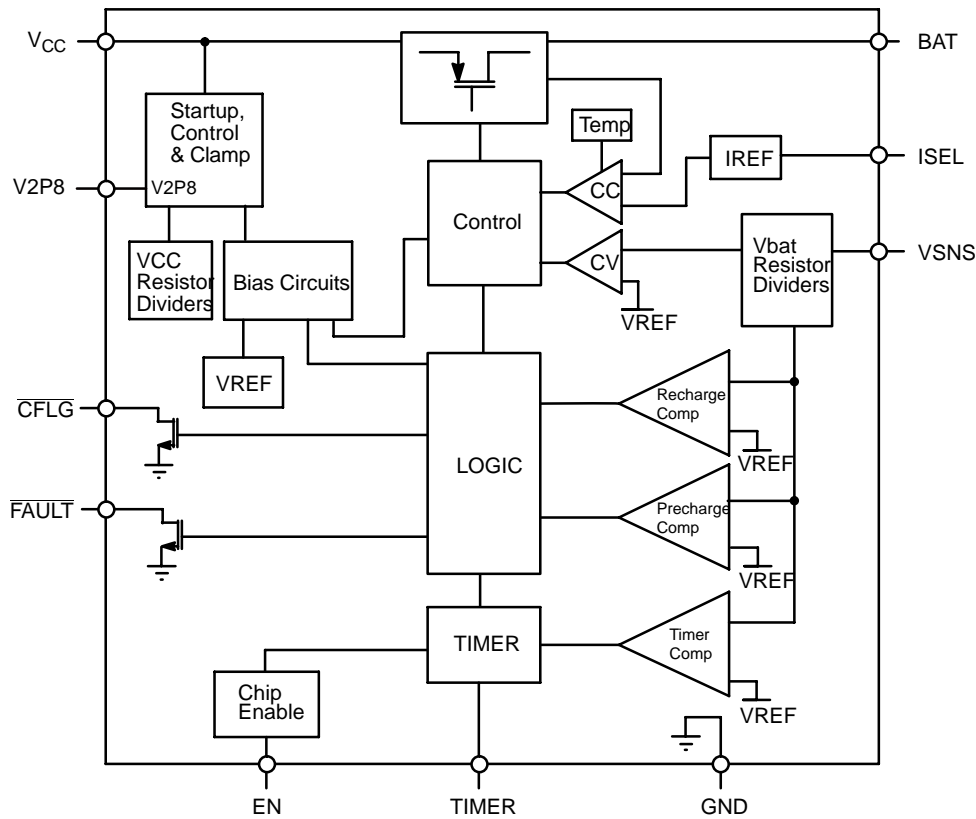 V_CC
BAT
Startup,
Control
& Clamp
V2P8
V2P8
Temp
IREF
ISEL
CC
Control
CV
VREF
Vbat
Resistor
Dividers
VSNS
VCC
Resistor
Dividers
Bias Circuits
VREF
CFLG
FAULT
LOGIC
Recharge
Comp
VREF
Precharge
Comp
VREF
TIMER
Timer
Comp
VREF
Chip
Enable
EN
TIMER
GND